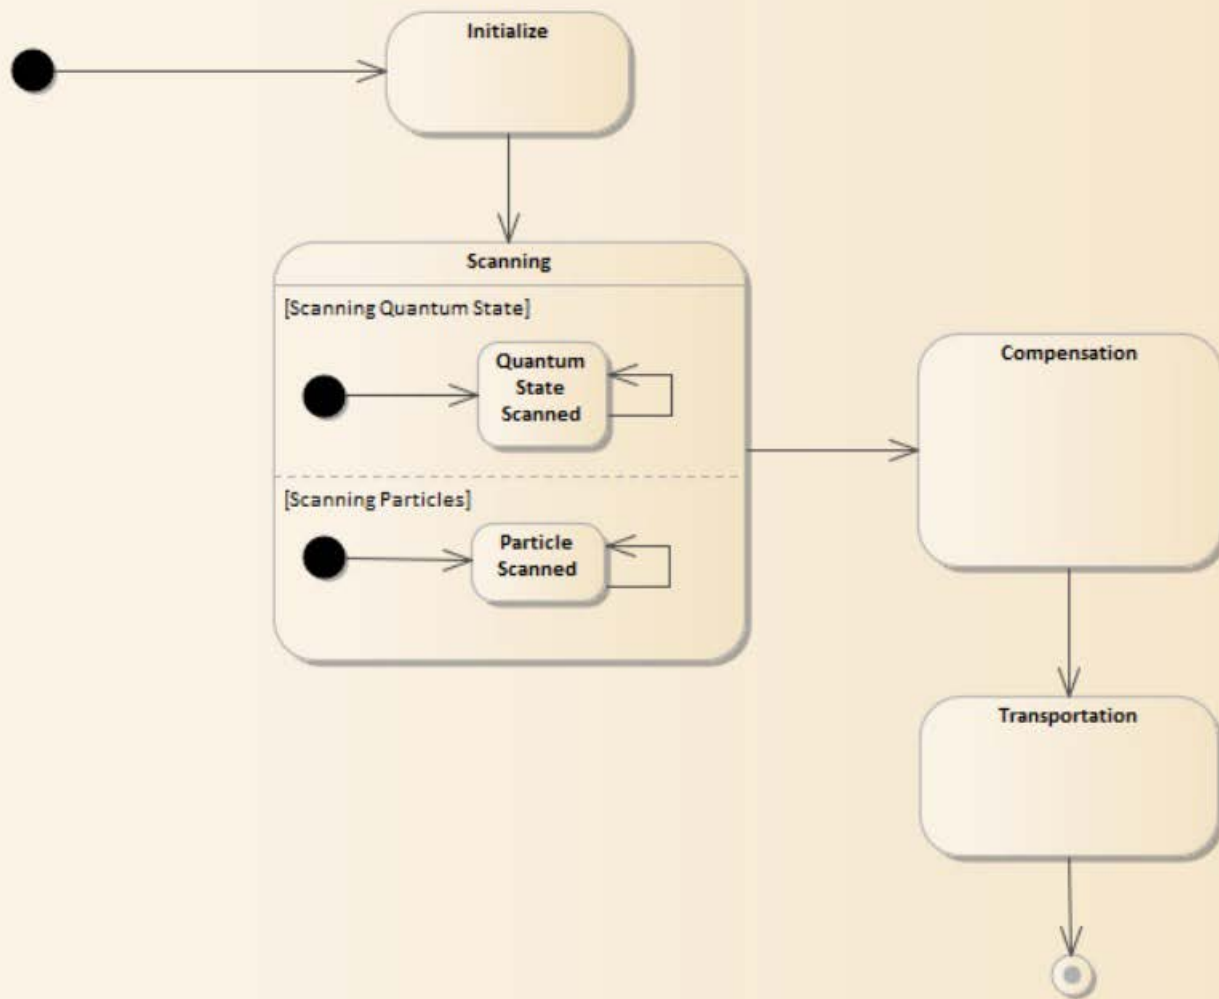 Initialize
Scanning
[Scanning Quantum State]
Quantum
State
Scanned
[Scanning Particles]
Particle
Scanned
Compensation
Transportation